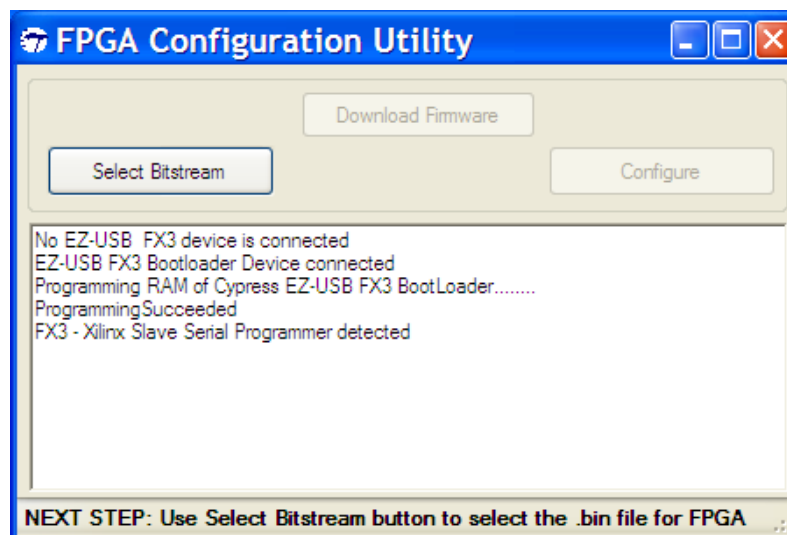 FPGA Configuration Utility
Download Firmware
Select Bitstream
Configure
No EZ-USB  FX3 device is connected
EZ-USB FX3 Bootloader Device connected
Programming RAM of Cypress EZ-USB FX3 BootLoader........
ProgrammingSucceeded
FX3 - Xilinx Slave Serial Programmer detected
NEXT STEP: Use Select Bitstream button to select the .bin file for FPGA